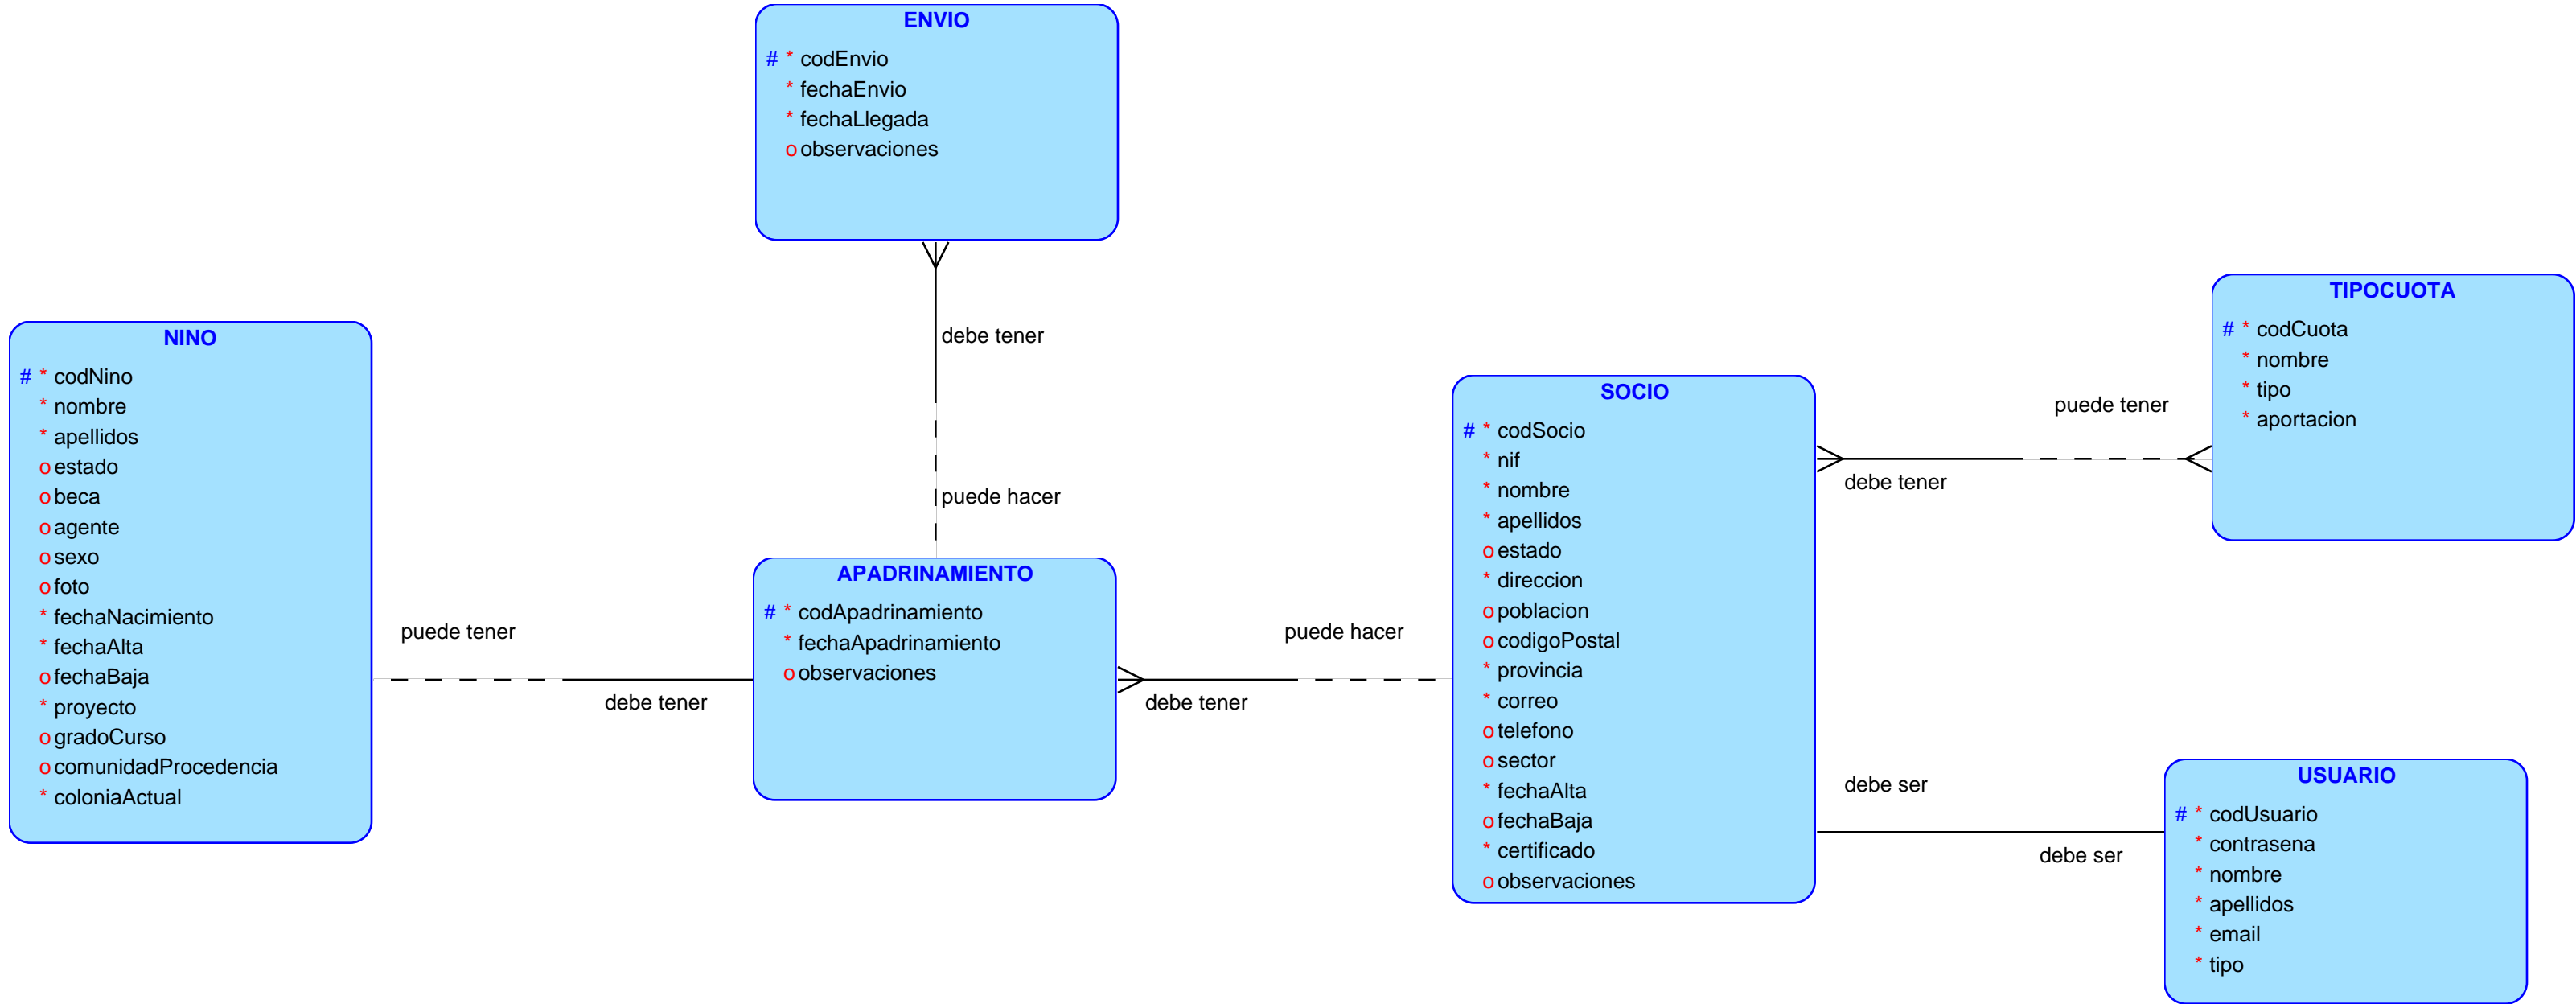 ENVIO
# * codEnvio
* fechaEnvio
* fechaLlegada
o observaciones
debe tener
puede hacer
NINO
# * codNino
* nombre
* apellidos
o estado
o beca
o agente
o sexo
o foto
* fechaNacimiento
* fechaAlta
o fechaBaja
* proyecto
o gradoCurso
o comunidadProcedencia
* coloniaActual
puede tener
debe tener
APADRINAMIENTO
# * codApadrinamiento
* fechaApadrinamiento
o observaciones
puede hacer
debe tener
SOCIO
# * codSocio
* nif
* nombre
* apellidos
o estado
* direccion
o poblacion
o codigoPostal
* provincia
* correo
o telefono
o sector
* fechaAlta
o fechaBaja
* certificado
o observaciones
puede tener
debe tener
TIPOCUOTA
# * codCuota
* nombre
* tipo
* aportacion
debe ser
debe ser
USUARIO
# * codUsuario
* contrasena
* nombre
* apellidos
* email
* tipo